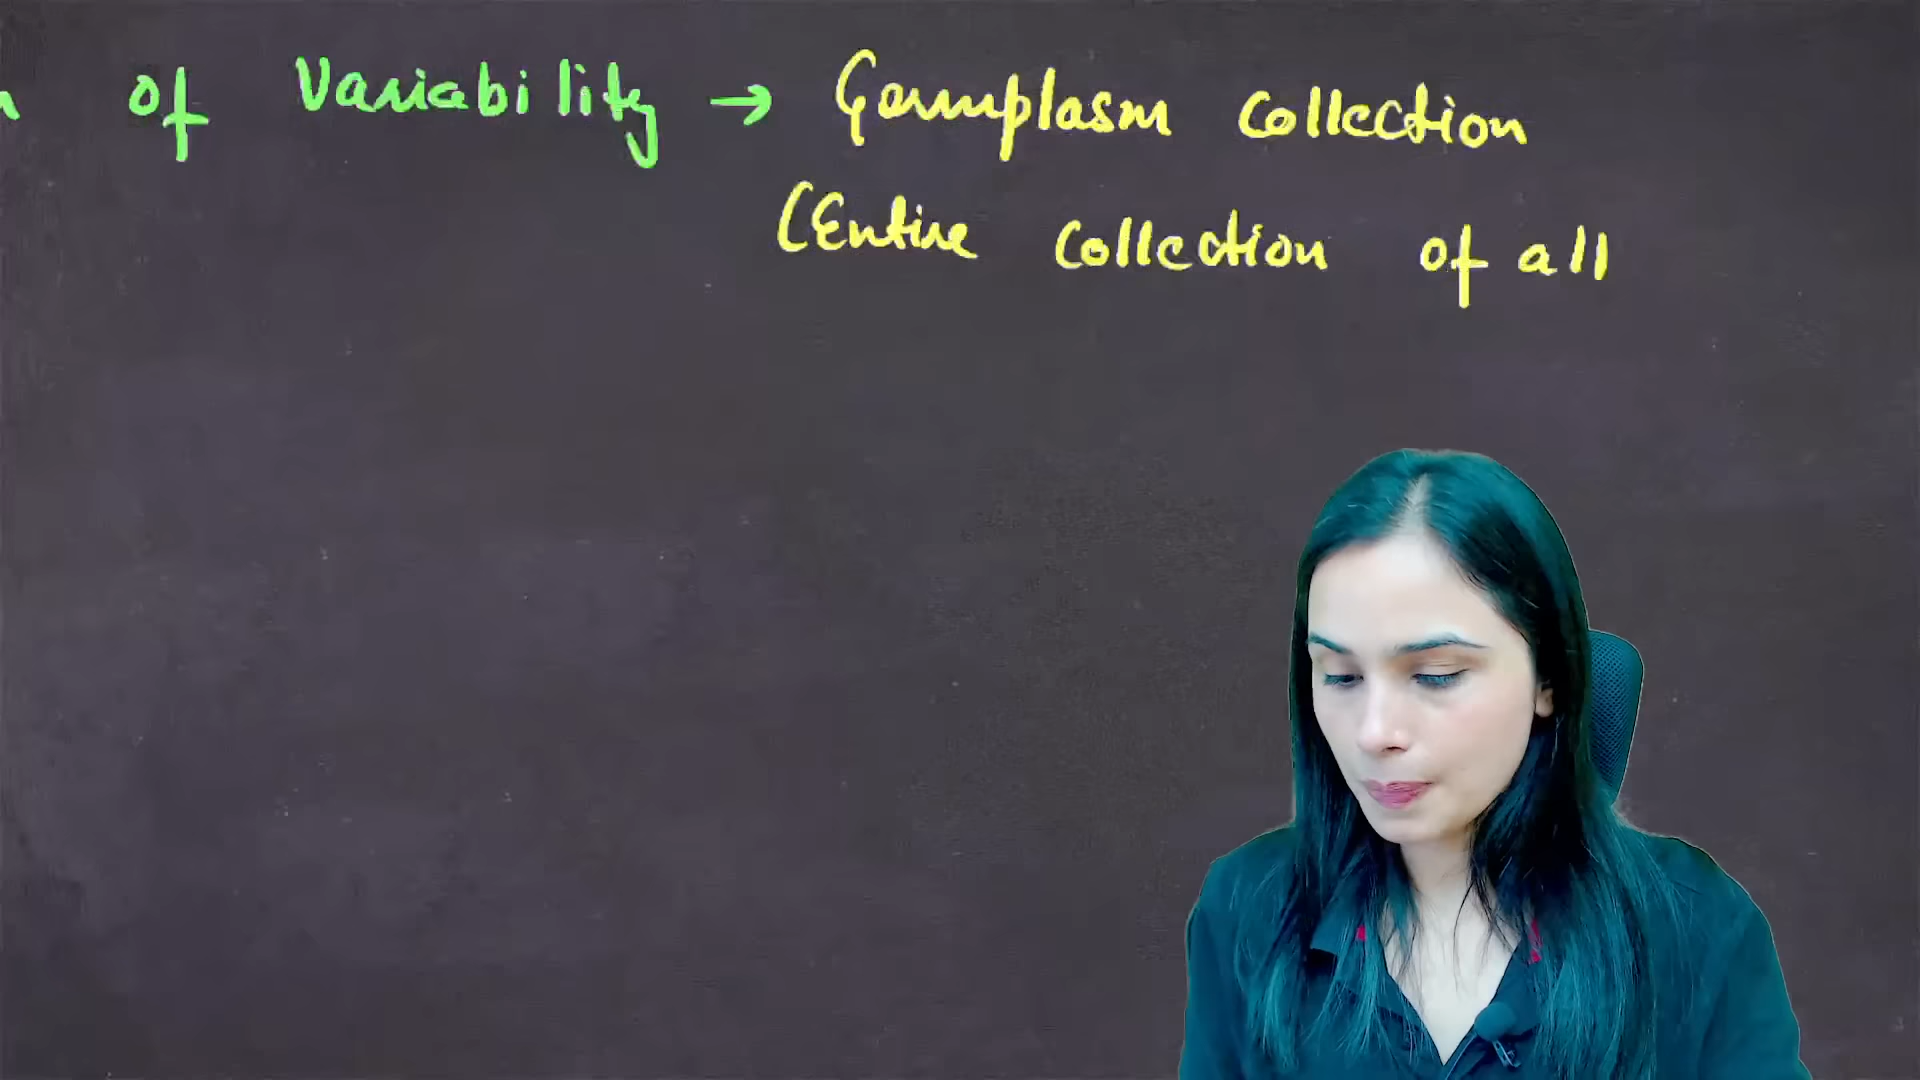 of Variability → Germplasm Collection
(Entire Collection of all